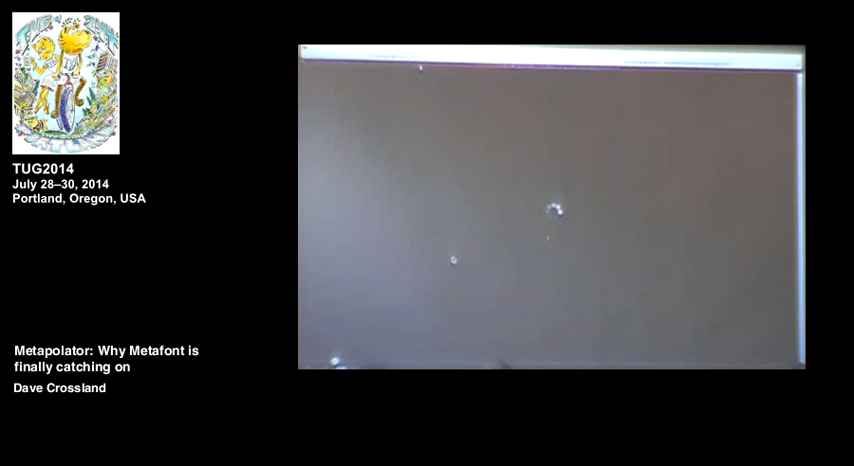 TUG2014
July 28–30, 2014
Portland, Oregon, USA
Metapolator: Why Metafont is
finally catching on
Dave Crossland